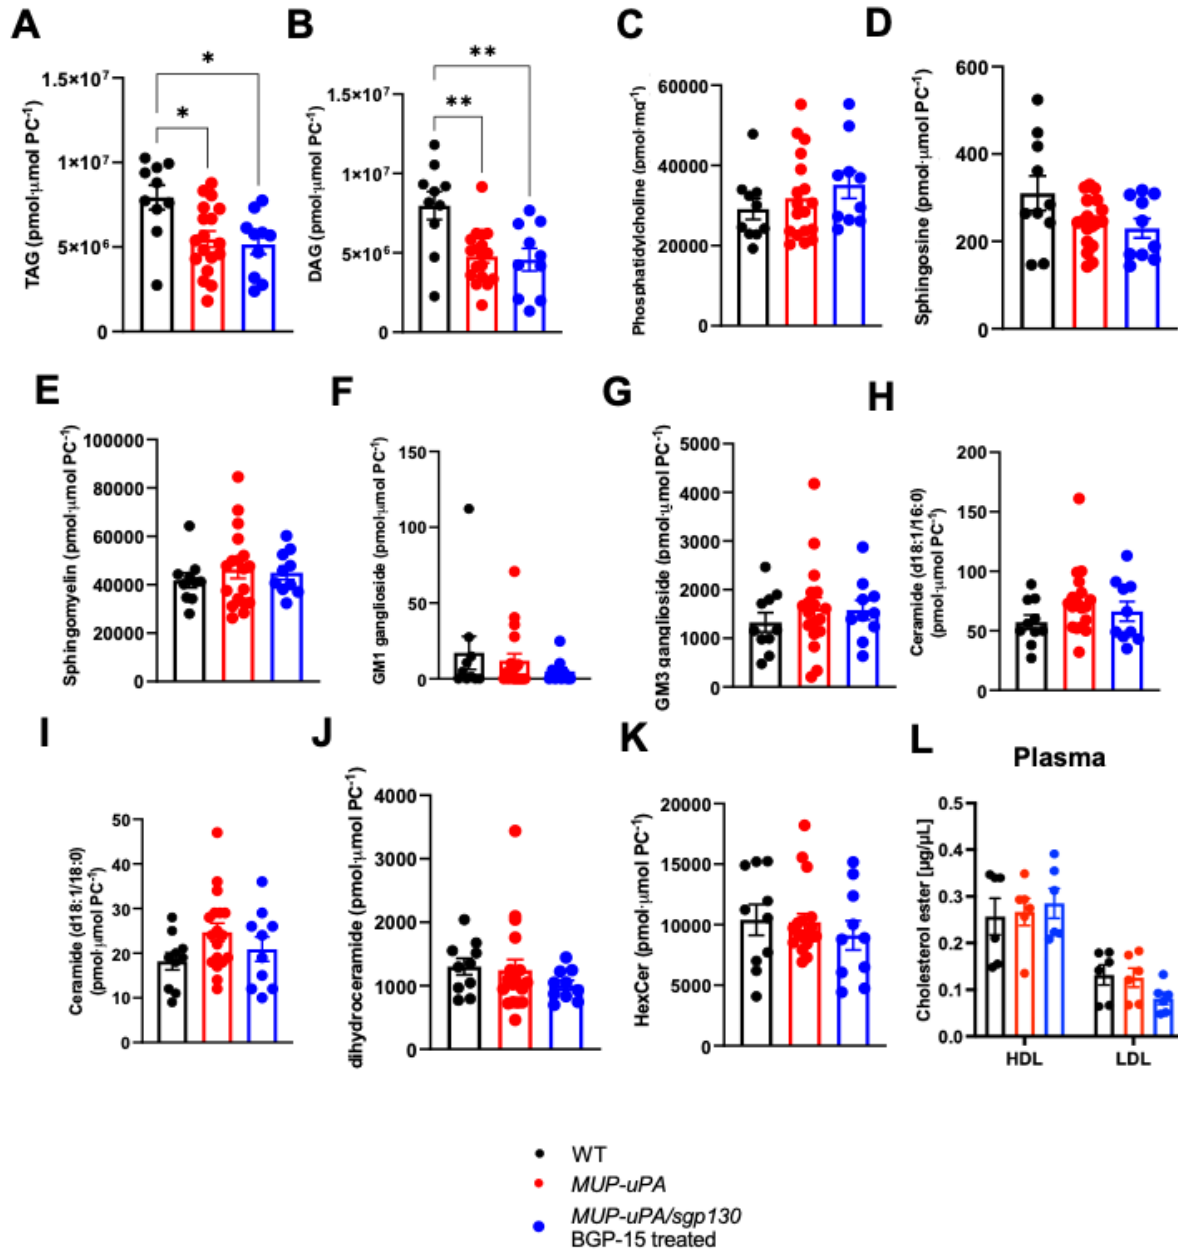 A
TAG (pmol·μmol PC⁻¹)
1.5×10⁷
1×10⁷
5×10⁶
0
*
*
B
DAG (pmol·μmol PC⁻¹)
1.5×10⁷
1×10⁷
5×10⁶
0
**
**
C
Phosphatidylcholine (pmol·mg⁻¹)
60000
40000
20000
0
D
Sphingosine (pmol·μmol PC⁻¹)
600
400
200
0
E
Sphingomyelin (pmol·μmol PC⁻¹)
100000
80000
60000
40000
20000
0
F
GM1 ganglioside (pmol·μmol PC⁻¹)
150
100
50
0
G
GM3 ganglioside (pmol·μmol PC⁻¹)
5000
4000
3000
2000
1000
0
H
Ceramide (d18:1/16:0)
(pmol·μmol PC⁻¹)
200
150
100
50
0
I
Ceramide (d18:1/18:0)
(pmol·μmol PC⁻¹)
50
40
30
20
10
0
J
dihydroceramide (pmol·μmol PC⁻¹)
4000
3000
2000
1000
0
K
HexCer (pmol·μmol PC⁻¹)
20000
15000
10000
5000
0
L
Plasma
Cholesterol ester [μg/μL]
0.5
0.4
0.3
0.2
0.1
0.0
HDL
LDL
WT
MUP-uPA
MUP-uPA/sgp130
BGP-15 treated